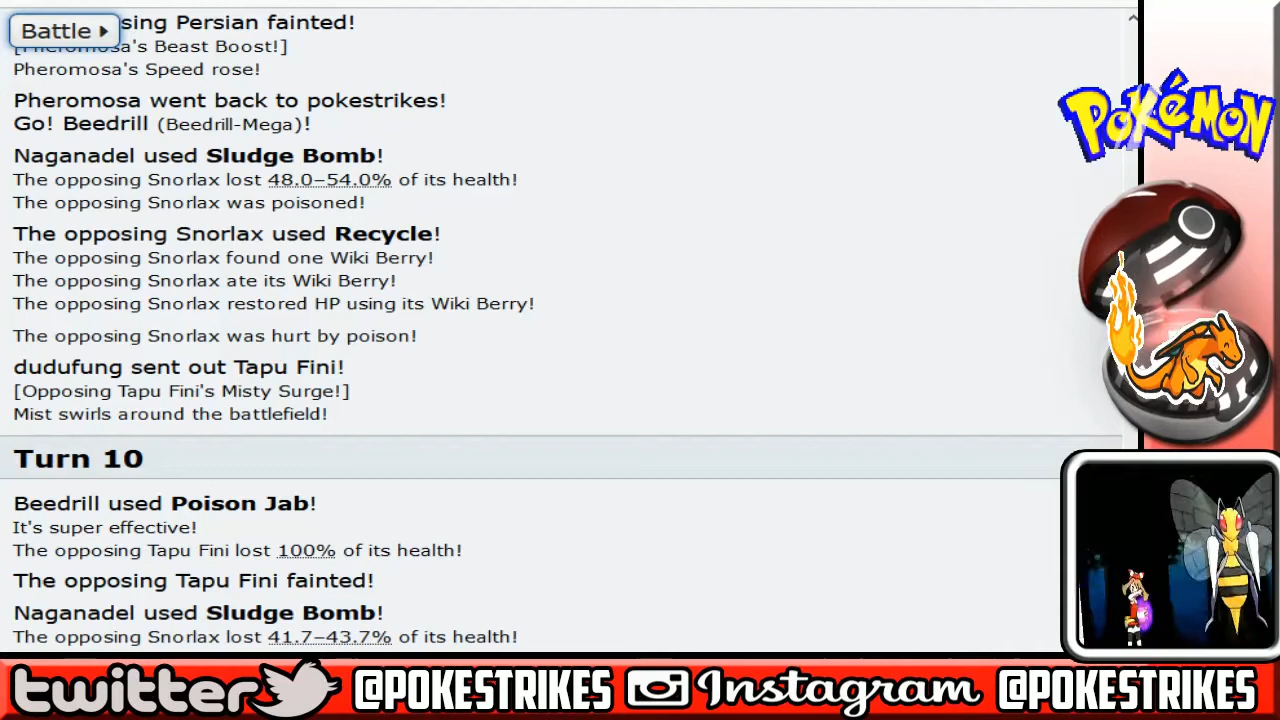 Battle ▸
sing Persian fainted!
[Pheromosa's Beast Boost!]
Pheromosa's Speed rose!
Pheromosa went back to pokestrikes!
Go! Beedrill (Beedrill-Mega)!
Naganadel used Sludge Bomb!
The opposing Snorlax lost 48.0–54.0% of its health!
The opposing Snorlax was poisoned!
The opposing Snorlax used Recycle!
The opposing Snorlax found one Wiki Berry!
The opposing Snorlax ate its Wiki Berry!
The opposing Snorlax restored HP using its Wiki Berry!
The opposing Snorlax was hurt by poison!
dudufung sent out Tapu Fini!
[Opposing Tapu Fini's Misty Surge!]
Mist swirls around the battlefield!
Turn 10
Beedrill used Poison Jab!
It's super effective!
The opposing Tapu Fini lost 100% of its health!
The opposing Tapu Fini fainted!
Naganadel used Sludge Bomb!
The opposing Snorlax lost 41.7–43.7% of its health!
POKéMON
twitter @POKESTRIKES Instagram @POKESTRIKES